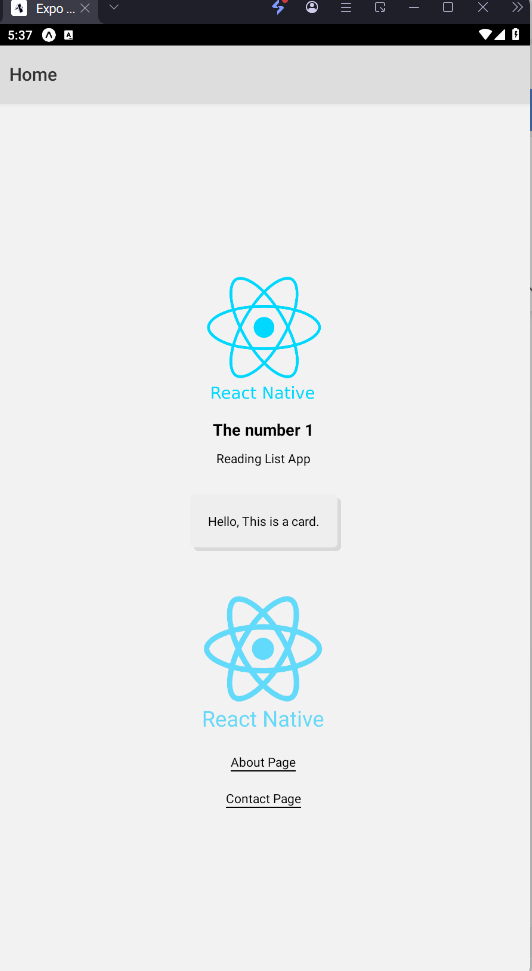 Expo ...
5:37
Home
React Native
The number 1
Reading List App
Hello, This is a card.
React Native
About Page
Contact Page